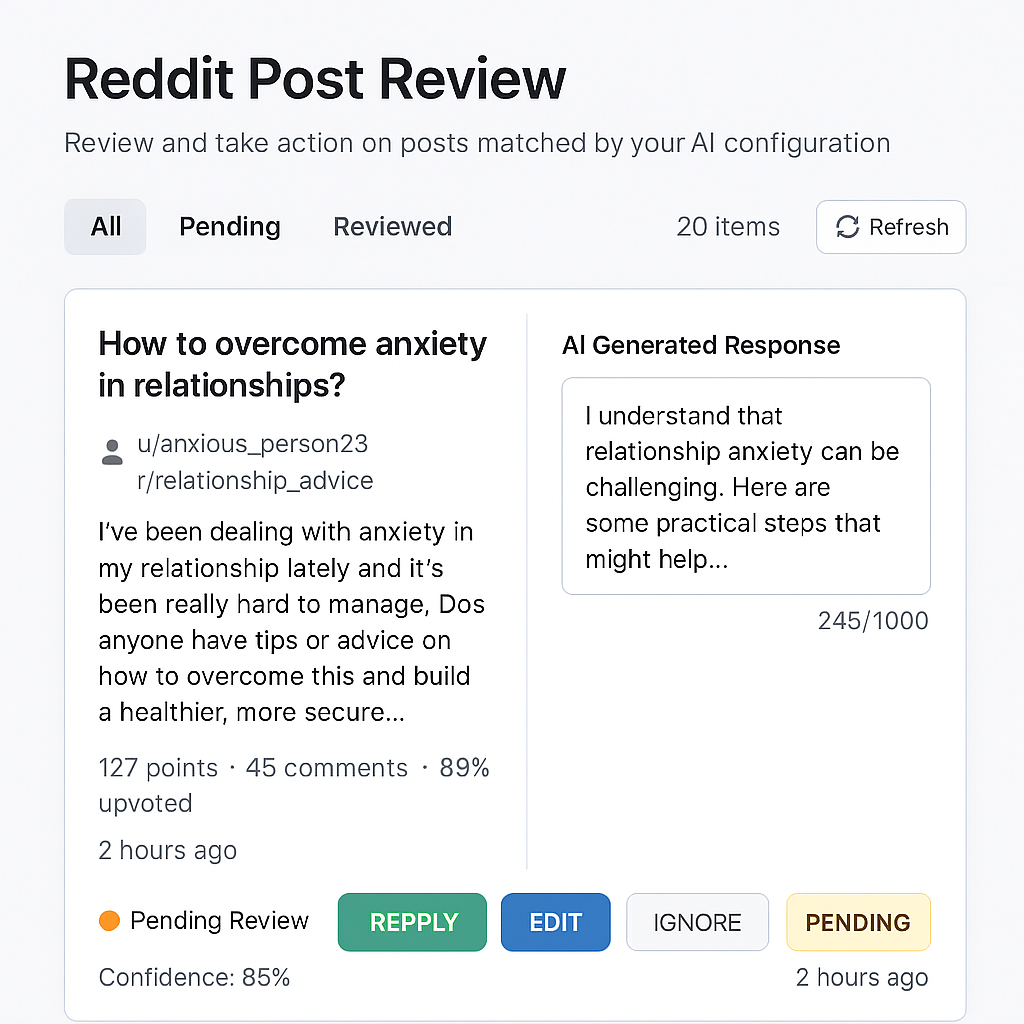 Reddit Post Review
Review and take action on posts matched by your AI configuration
All
Pending
Reviewed
20 items
Refresh
How to overcome anxiety
in relationships?
u/anxious_person23
r/relationship_advice
I've been dealing with anxiety in
my relationship lately and it's
been really hard to manage, Dos
anyone have tips or advice on
how to overcome this and build
a healthier, more secure...
127 points · 45 comments · 89%
upvoted
2 hours ago
AI Generated Response
I understand that
relationship anxiety can be
challenging. Here are
some practical steps that
might help...
245/1000
Pending Review
REPPLY
EDIT
IGNORE
PENDING
Confidence: 85%
2 hours ago